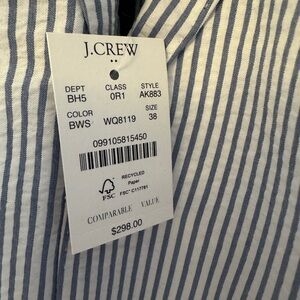 J.CREW
DEPT CLASS STYLE
BH5 0R1 AK883
COLOR SIZE
BWS WQ8119 38
099105815450
RECYCLED
Paper
FSC FSC® C117781
COMPARABLE VALUE
$298.00